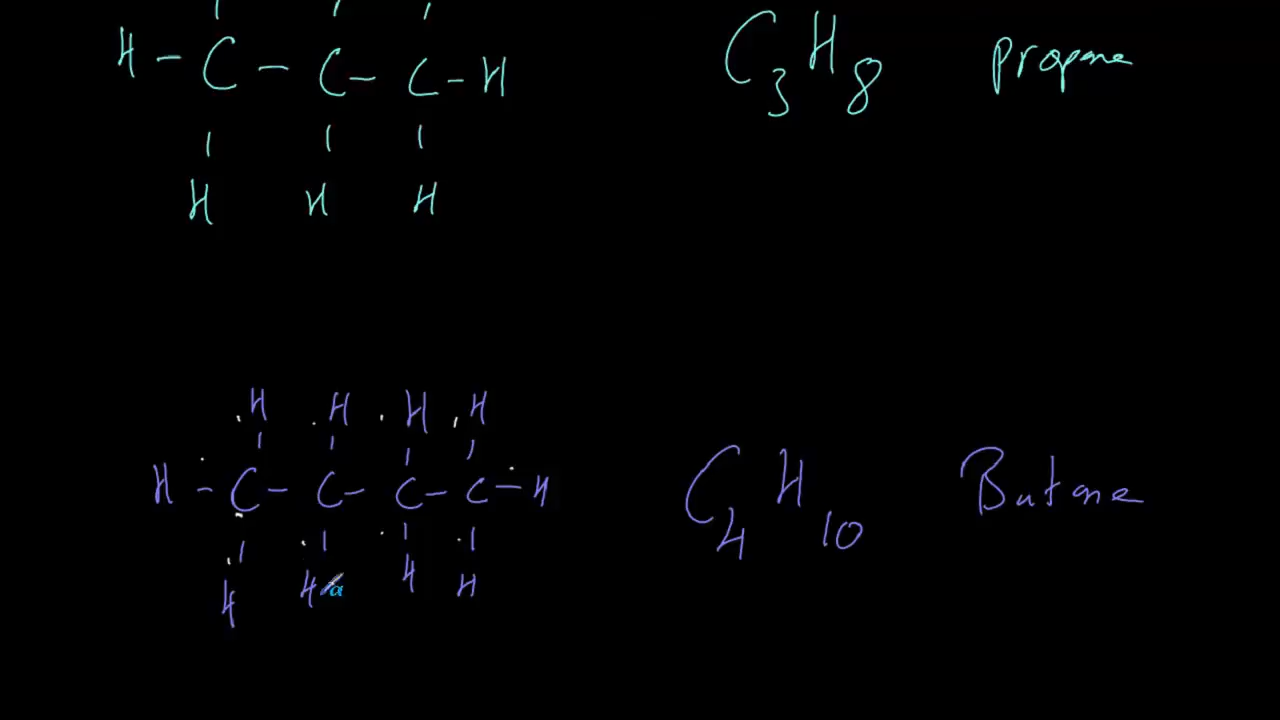 H - C - C - C - H C3H8 Propane
H H H
H H H H
H - C - C - C - C - H C4H10 Butane
H H H H